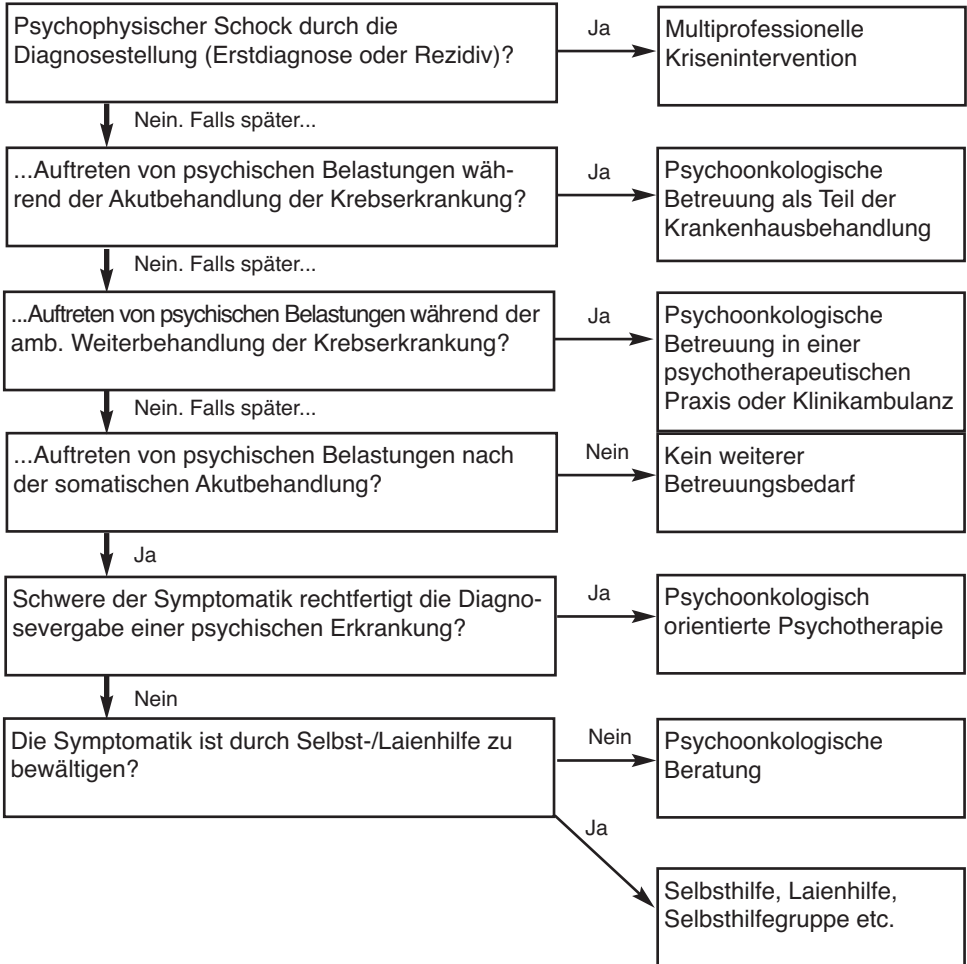 Psychophysischer Schock durch die
Diagnosestellung (Erstdiagnose oder Rezidiv)?
Ja
Multiprofessionelle
Krisenintervention
Nein. Falls später...
...Auftreten von psychischen Belastungen wäh-
rend der Akutbehandlung der Krebserkrankung?
Ja
Psychoonkologische
Betreuung als Teil der
Krankenhausbehandlung
Nein. Falls später...
...Auftreten von psychischen Belastungen während der
amb. Weiterbehandlung der Krebserkrankung?
Ja
Psychoonkologische
Betreuung in einer
psychotherapeutischen
Praxis oder Klinikambulanz
Nein. Falls später...
...Auftreten von psychischen Belastungen nach
der somatischen Akutbehandlung?
Nein
Kein weiterer
Betreuungsbedarf
Ja
Schwere der Symptomatik rechtfertigt die Diagno-
severgabe einer psychischen Erkrankung?
Ja
Psychoonkologisch
orientierte Psychotherapie
Nein
Die Symptomatik ist durch Selbst-/Laienhilfe zu
bewältigen?
Nein
Psychoonkologische
Beratung
Ja
Selbsthilfe, Laienhilfe,
Selbsthilfegruppe etc.